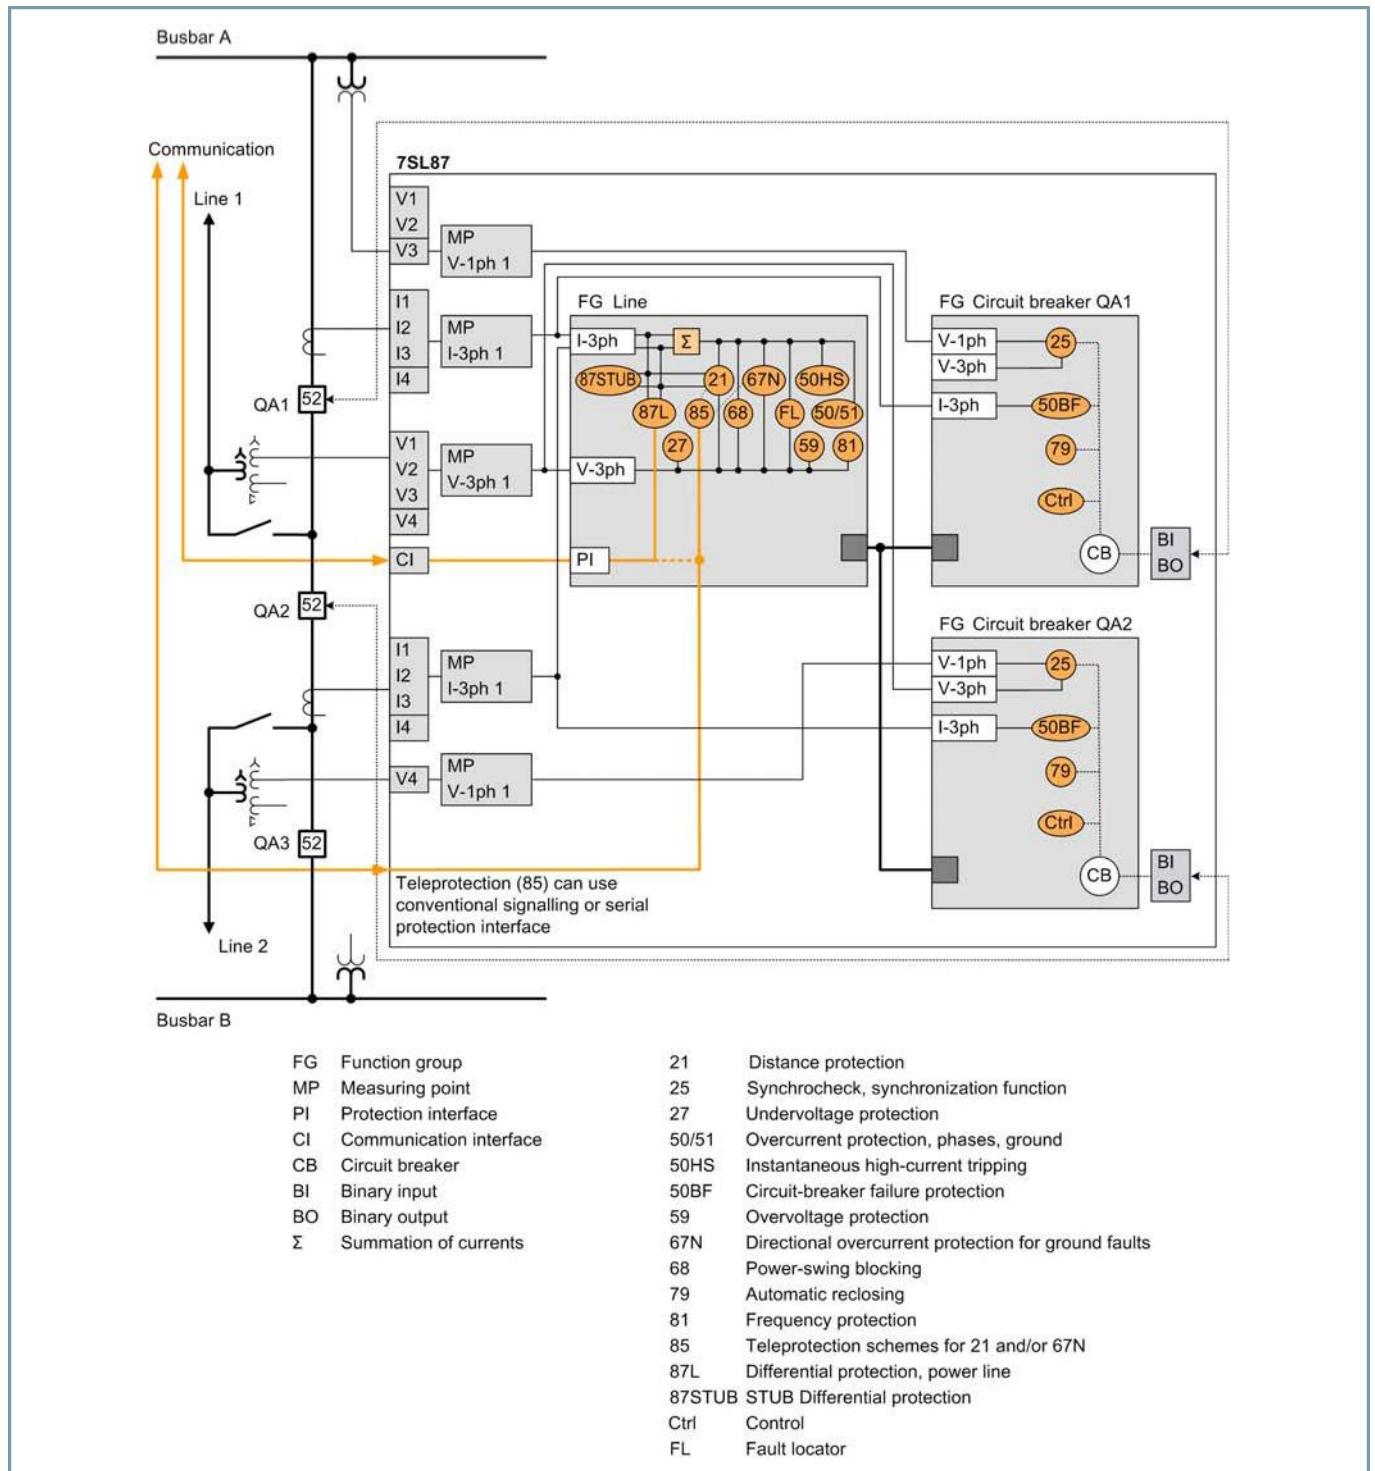 Busbar A
Communication
7SL87
Line 1
V1
V2
V3
MP
V-1ph 1
I1
I2
I3
I4
MP
I-3ph 1
FG Line
FG Circuit breaker QA1
I-3ph
Σ
V-1ph
25
V-3ph
87STUB
21
67N
50HS
I-3ph
50BF
QA1
52
87L
85
68
FL
50/51
V1
V2
V3
V4
MP
V-3ph 1
27
59
81
79
V-3ph
Ctrl
CI
PI
CB
BI
BO
QA2
52
FG Circuit breaker QA2
I1
I2
I3
I4
MP
I-3ph 1
V-1ph
25
V-3ph
I-3ph
50BF
V4
MP
V-1ph 1
79
Ctrl
QA3
52
CB
BI
BO
Teleprotection (85) can use
conventional signalling or serial
protection interface
Line 2
Busbar B
FG Function group
MP Measuring point
PI Protection interface
CI Communication interface
CB Circuit breaker
BI Binary input
BO Binary output
Σ Summation of currents
21 Distance protection
25 Synchrocheck, synchronization function
27 Undervoltage protection
50/51 Overcurrent protection, phases, ground
50HS Instantaneous high-current tripping
50BF Circuit-breaker failure protection
59 Overvoltage protection
67N Directional overcurrent protection for ground faults
68 Power-swing blocking
79 Automatic reclosing
81 Frequency protection
85 Teleprotection schemes for 21 and/or 67N
87L Differential protection, power line
87STUB STUB Differential protection
Ctrl Control
FL Fault locator